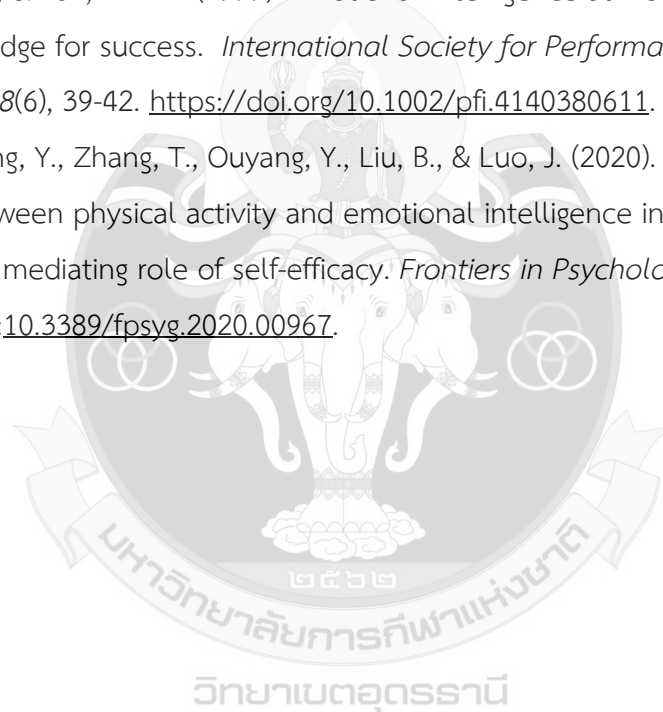 dge for success. International Society for Performa
8(6), 39-42. https://doi.org/10.1002/pfi.4140380611.
ng, Y., Zhang, T., Ouyang, Y., Liu, B., & Luo, J. (2020).
ween physical activity and emotional intelligence in
mediating role of self-efficacy. Frontiers in Psycholo
10.3389/fpsyg.2020.00967.
๒๕๖๒
มหาวิทยาลัยการกีฬาแห่งชาติ
วิทยาเขตอุดรธานี